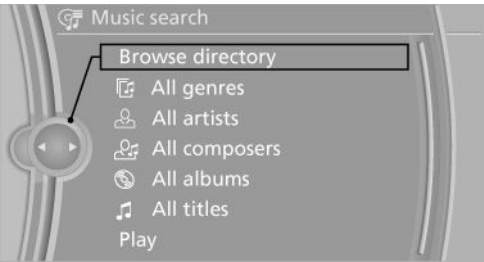 Music search
Browse directory
All genres
All artists
All composers
All albums
All titles
Play